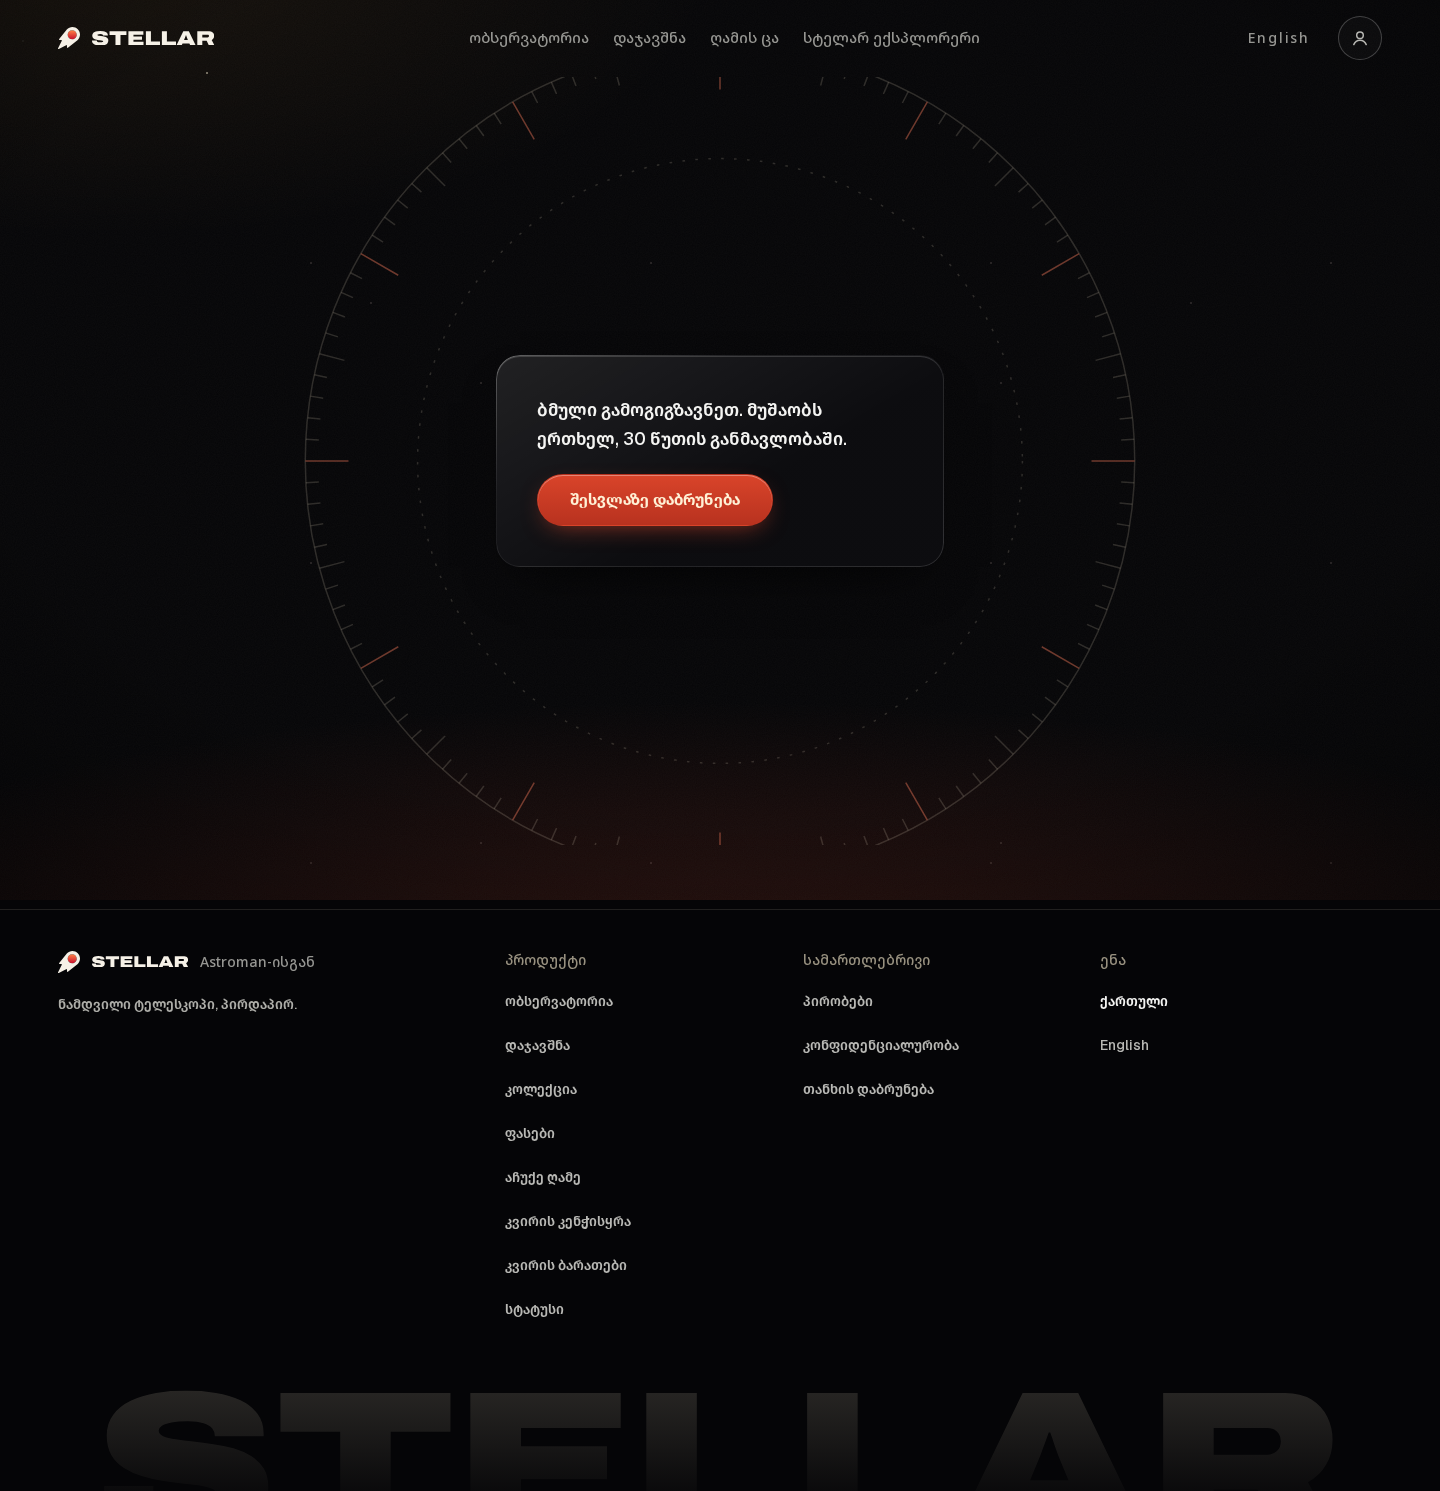 STELLAR
ობსერვატორია
დაჯავშნა
ღამის ცა
სტელარ ექსპლორერი
English
ბმული გამოგიგზავნეთ. მუშაობს
ერთხელ, 30 წუთის განმავლობაში.
შესვლაზე დაბრუნება
STELLAR Astroman-ისგან
ნამდვილი ტელესკოპი, პირდაპირ.
პროდუქტი
ობსერვატორია
დაჯავშნა
კოლექცია
ფასები
აჩუქე ღამე
კვირის კენჭისყრა
კვირის ბარათები
სტატუსი
სამართლებრივი
პირობები
კონფიდენციალურობა
თანხის დაბრუნება
ენა
ქართული
English
STELLAR